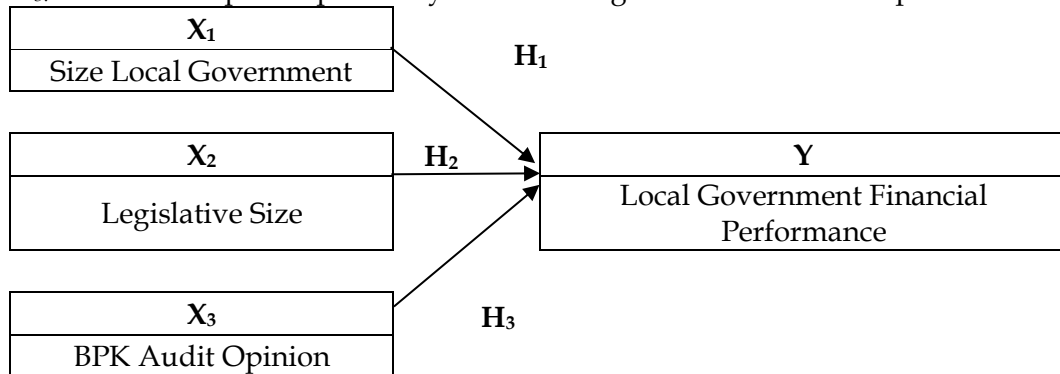 X₁
Size Local Government
H₁
X₂
Legislative Size
H₂
Y
Local Government Financial
Performance
X₃
BPK Audit Opinion
H₃